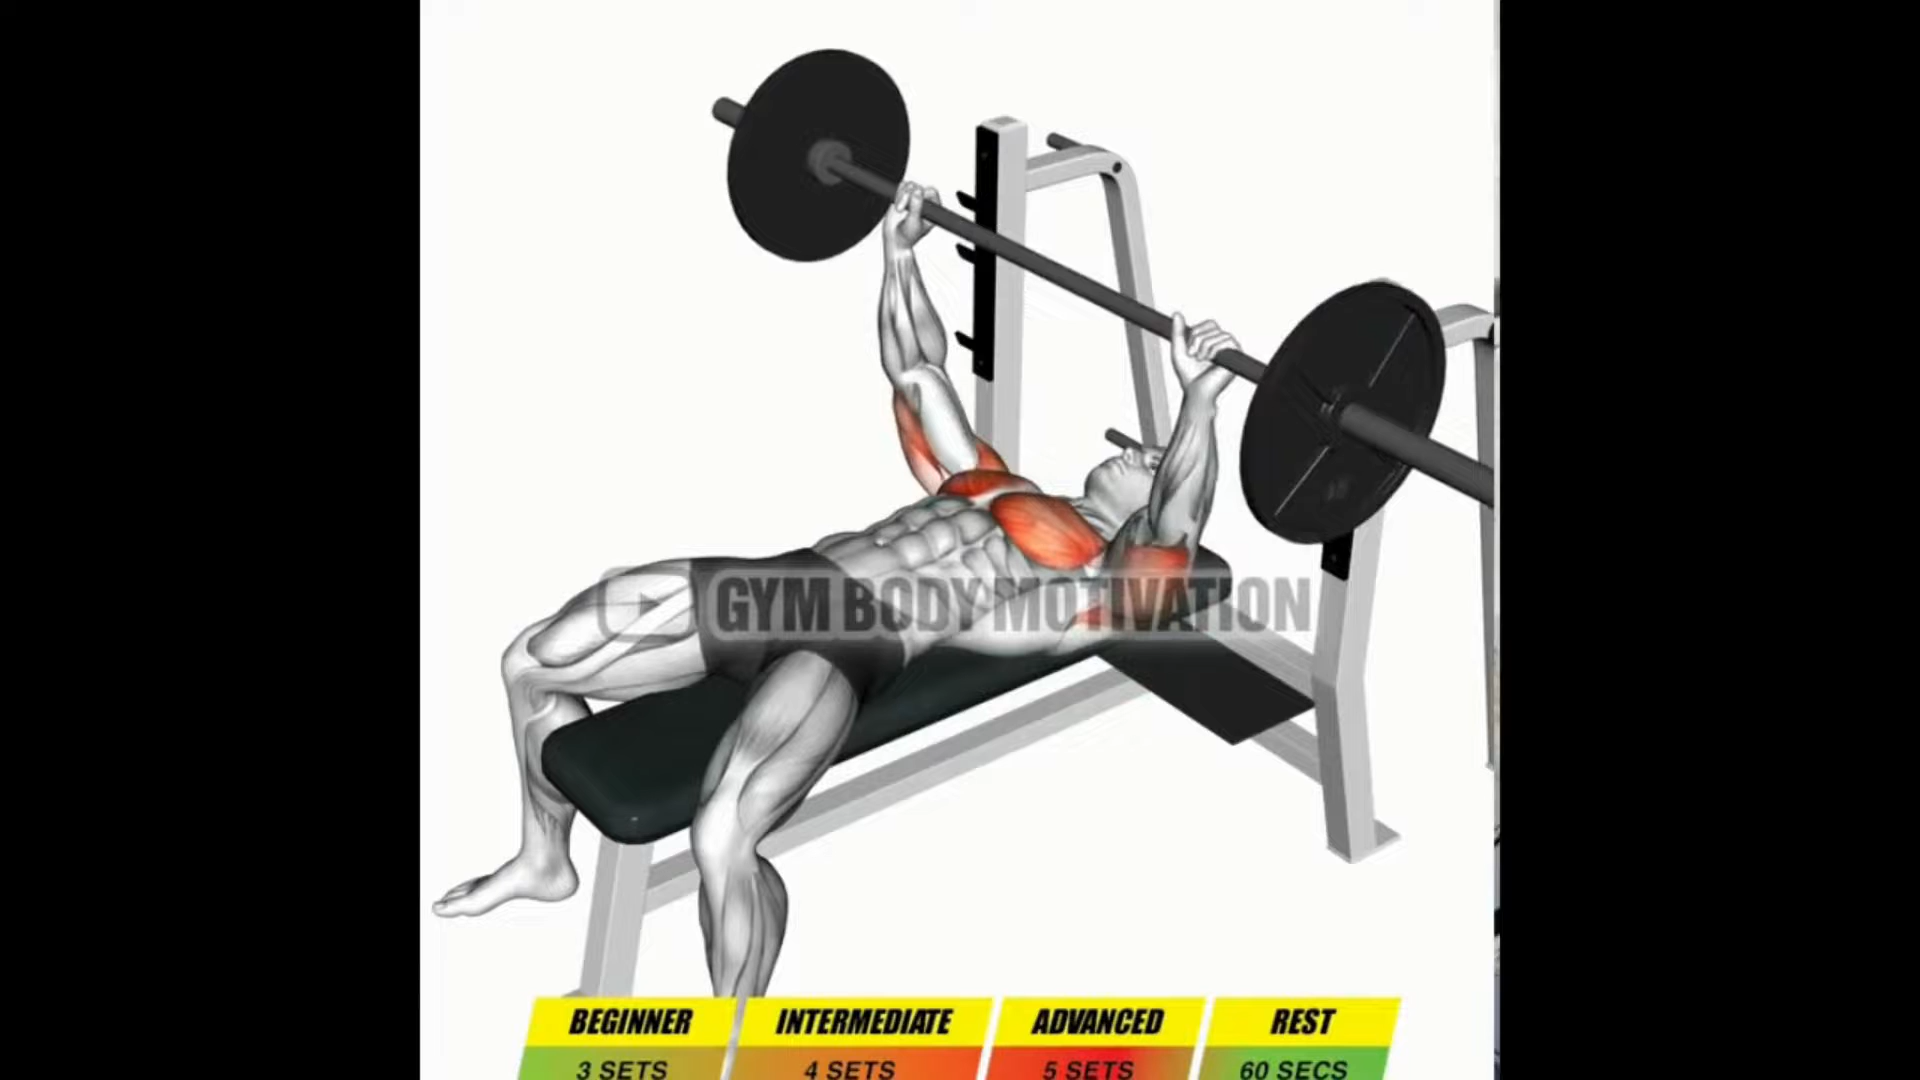 GYM BODY MOTIVATION
BEGINNER INTERMEDIATE ADVANCED REST
3 SETS 4 SETS 5 SETS 60 SECS